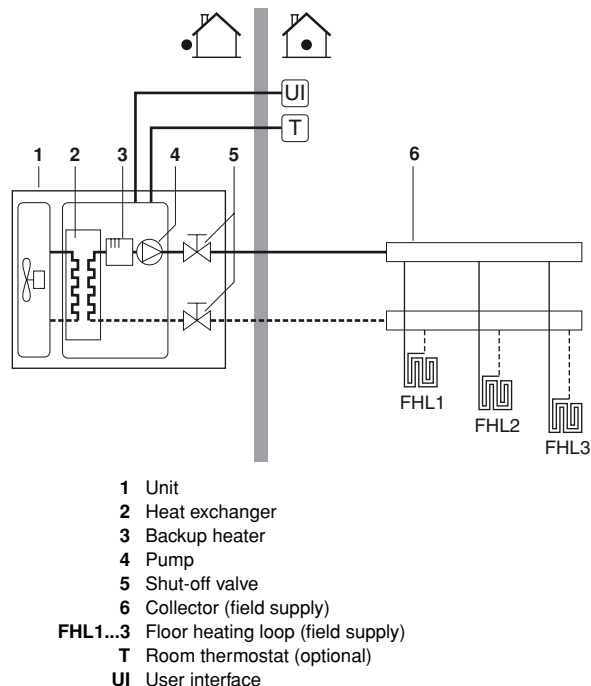 UI
T
1 2 3 4 5 6
FHL1
FHL2
FHL3
1 Unit
2 Heat exchanger
3 Backup heater
4 Pump
5 Shut-off valve
6 Collector (field supply)
FHL1...3 Floor heating loop (field supply)
T Room thermostat (optional)
UI User interface